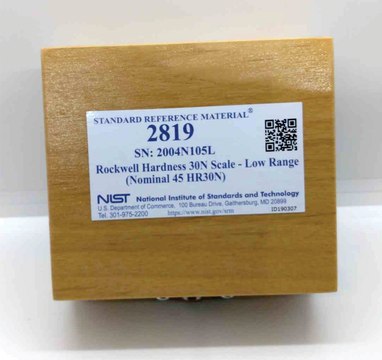 STANDARD REFERENCE MATERIAL®
2819
SN: 2004N105L
Rockwell Hardness 30N Scale - Low Range
(Nominal 45 HR30N)
NIST National Institute of Standards and Technology
U.S. Department of Commerce, 100 Bureau Drive, Gaithersburg, MD 20899
Tel. 301-975-2200 https://www.nist.gov/srm ID190307